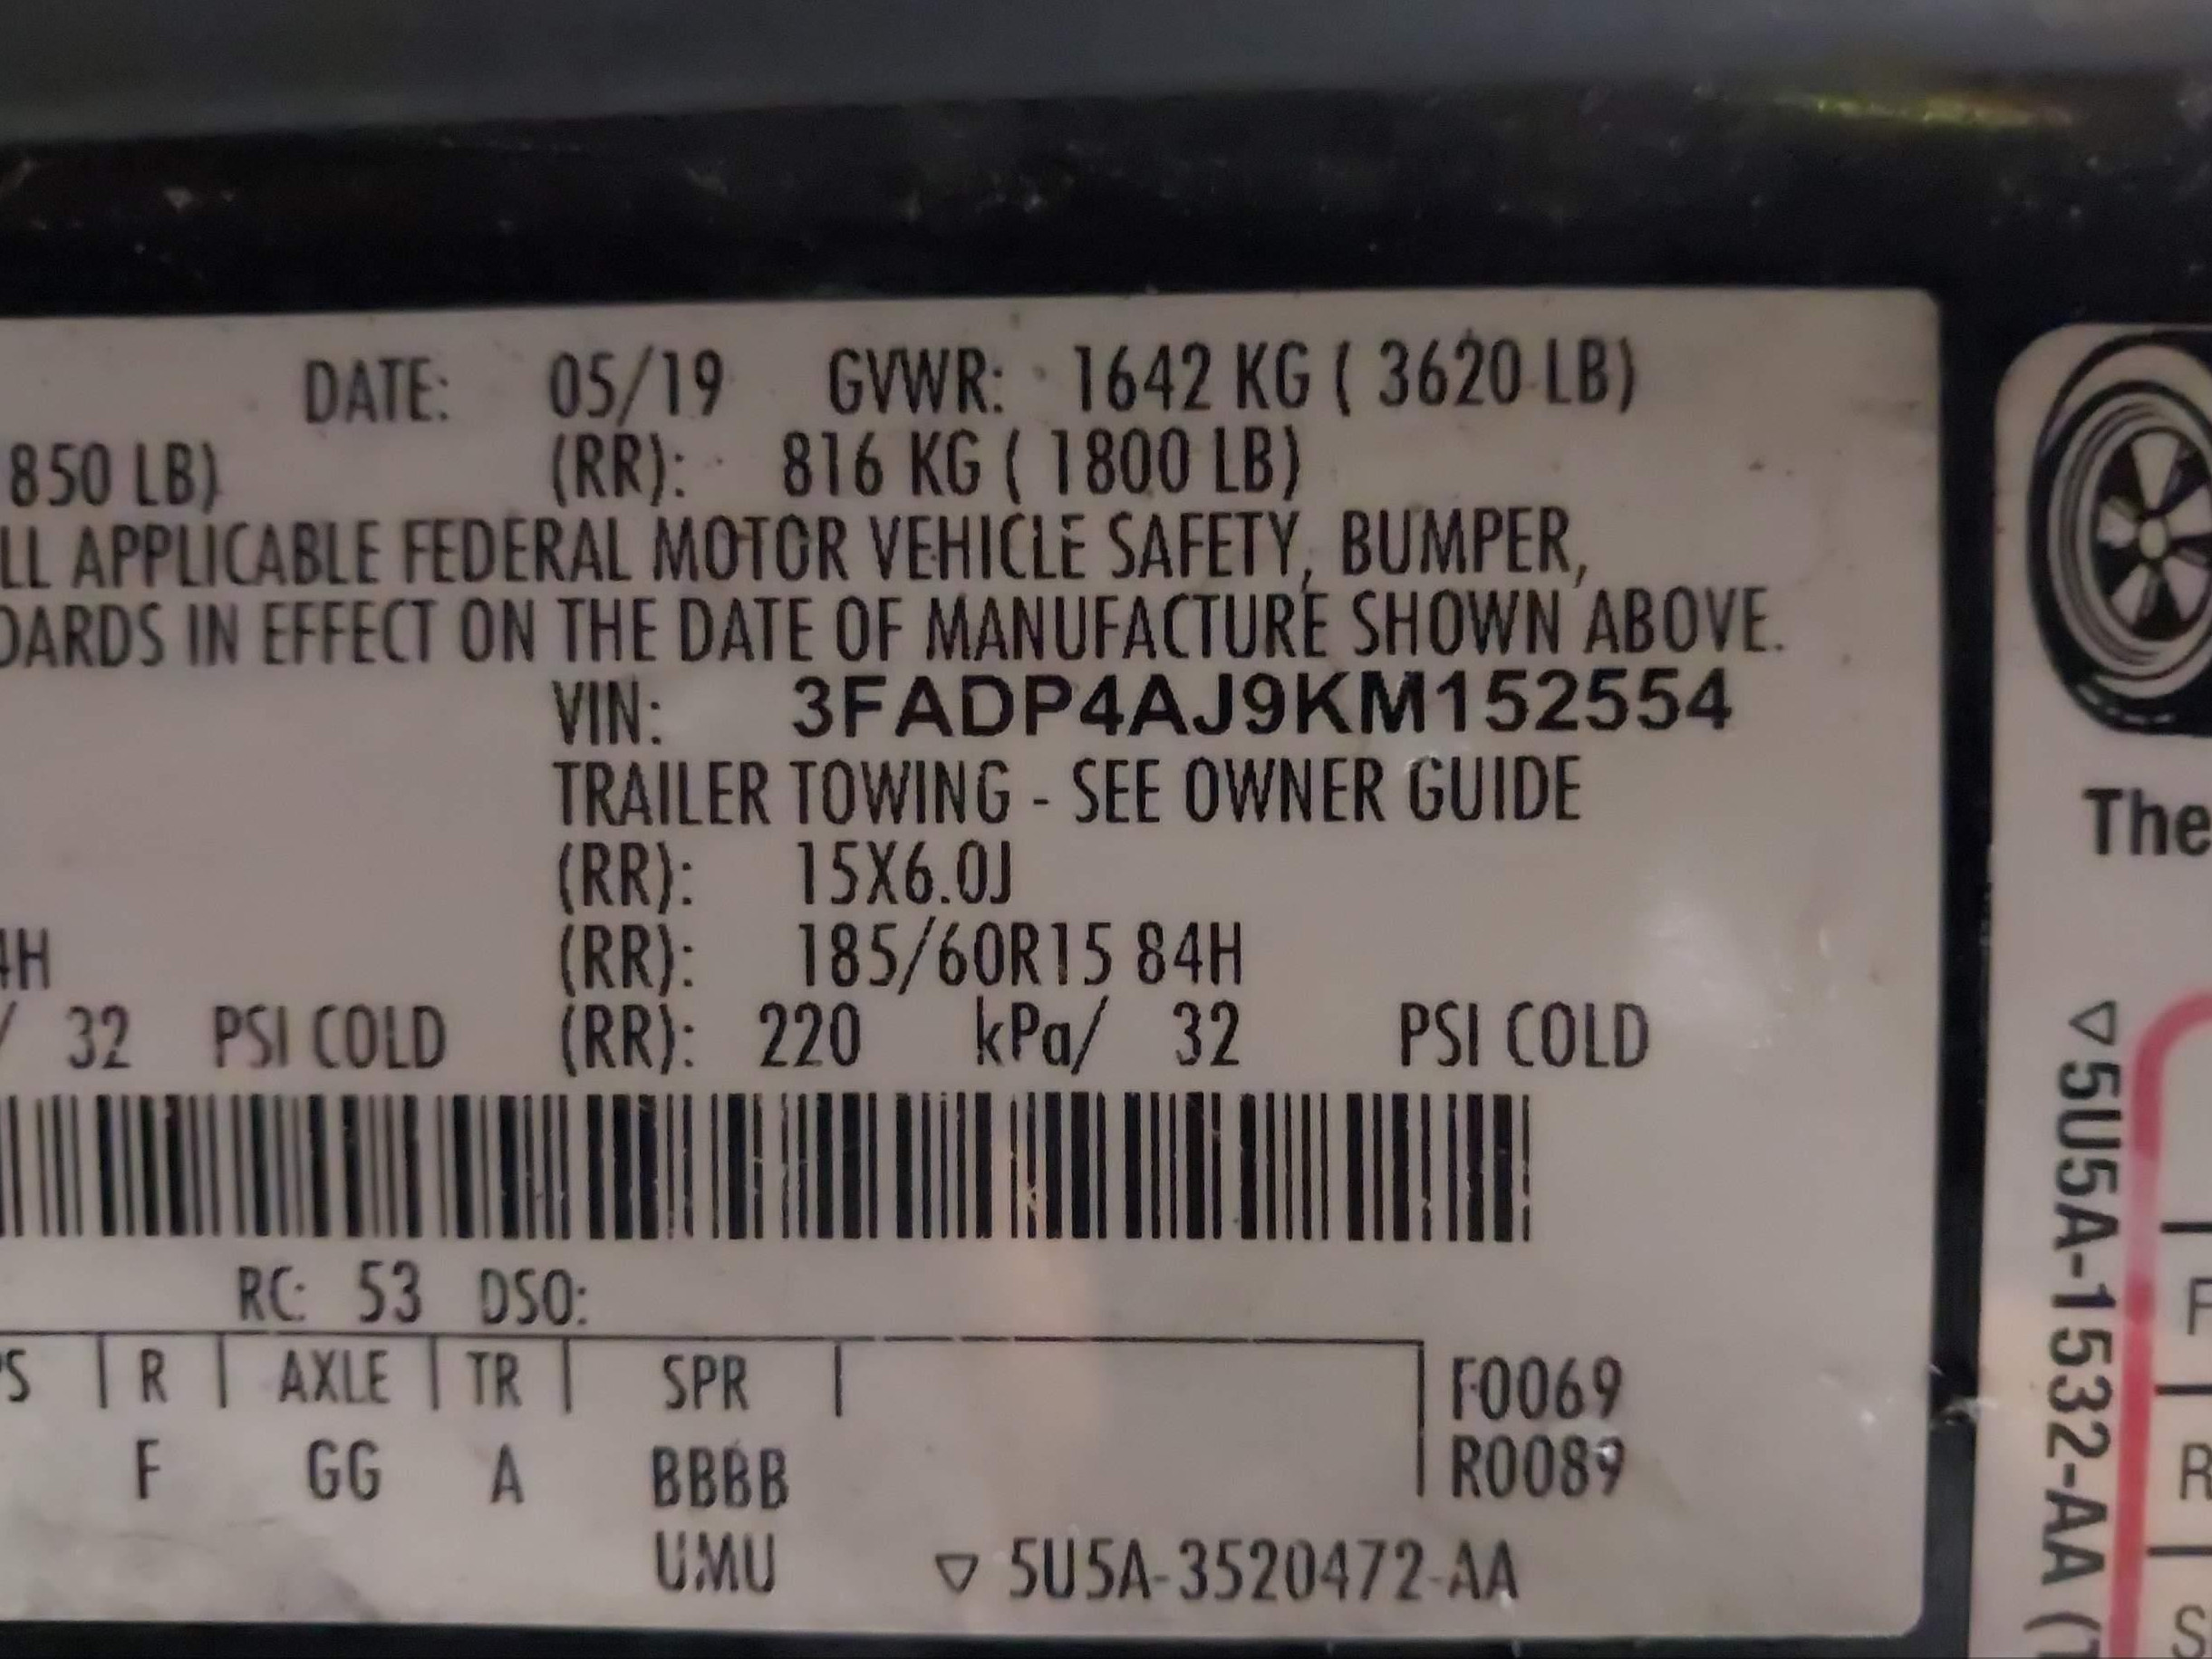 DATE: 05/19 GVWR: 1642 KG ( 3620 LB)
850 LB) (RR): 816 KG ( 1800 LB)
LL APPLICABLE FEDERAL MOTOR VEHICLE SAFETY, BUMPER,
DARDS IN EFFECT ON THE DATE OF MANUFACTURE SHOWN ABOVE.
VIN: 3FADP4AJ9KM152554
TRAILER TOWING - SEE OWNER GUIDE
(RR): 15X6.0J
4H (RR): 185/60R15 84H
/ 32 PSI COLD (RR): 220 kPa/ 32 PSI COLD
RC: 53 DSO:
PS | R | AXLE | TR | SPR | F0069
F GG A BBBB R0089
UMU ▽ 5U5A-3520472-AA
The
▽5U5A-1532-AA (1
F
R
S